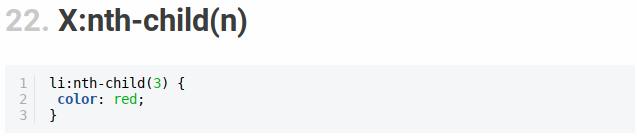 22. X:nth-child(n)
1 li:nth-child(3) {
2  color: red;
3 }